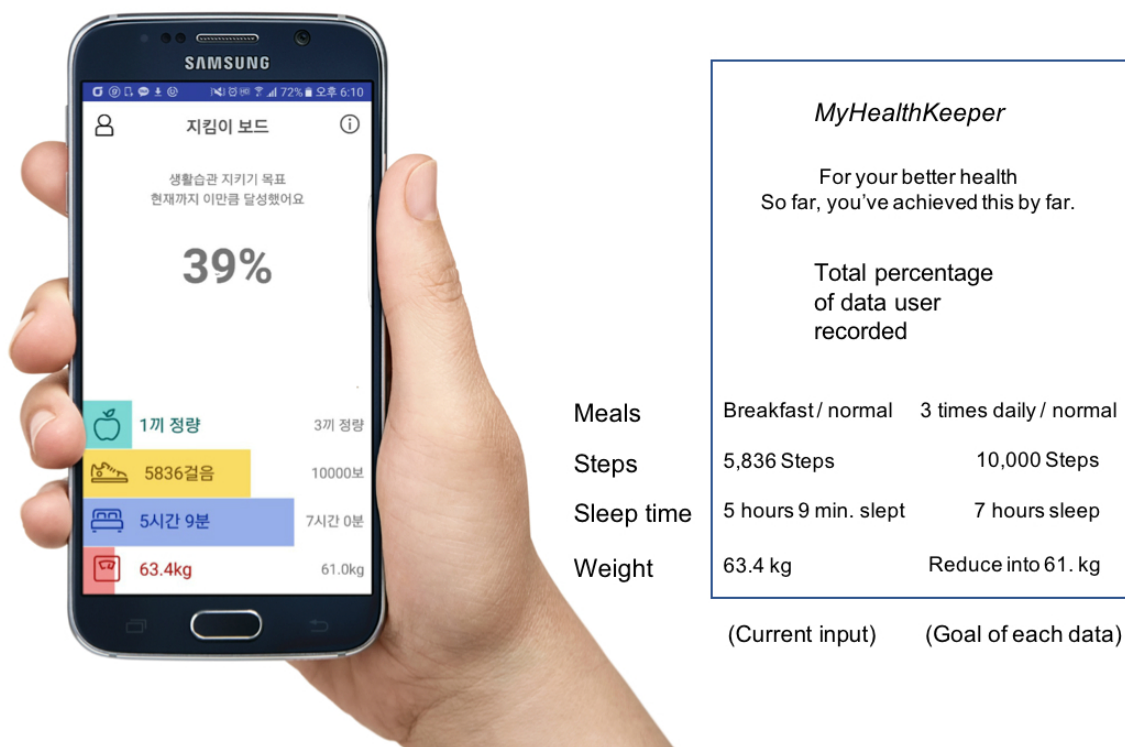 SAMSUNG
72% 오후 6:10
지킴이 보드
생활습관 지키기 목표
현재까지 이만큼 달성했어요
39%
1끼 정량 3끼 정량
5836걸음 10000보
5시간 9분 7시간 0분
63.4kg 61.0kg
MyHealthKeeper
For your better health
So far, you've achieved this by far.
Total percentage
of data user
recorded
Meals Breakfast / normal 3 times daily / normal
Steps 5,836 Steps 10,000 Steps
Sleep time 5 hours 9 min. slept 7 hours sleep
Weight 63.4 kg Reduce into 61. kg
(Current input) (Goal of each data)